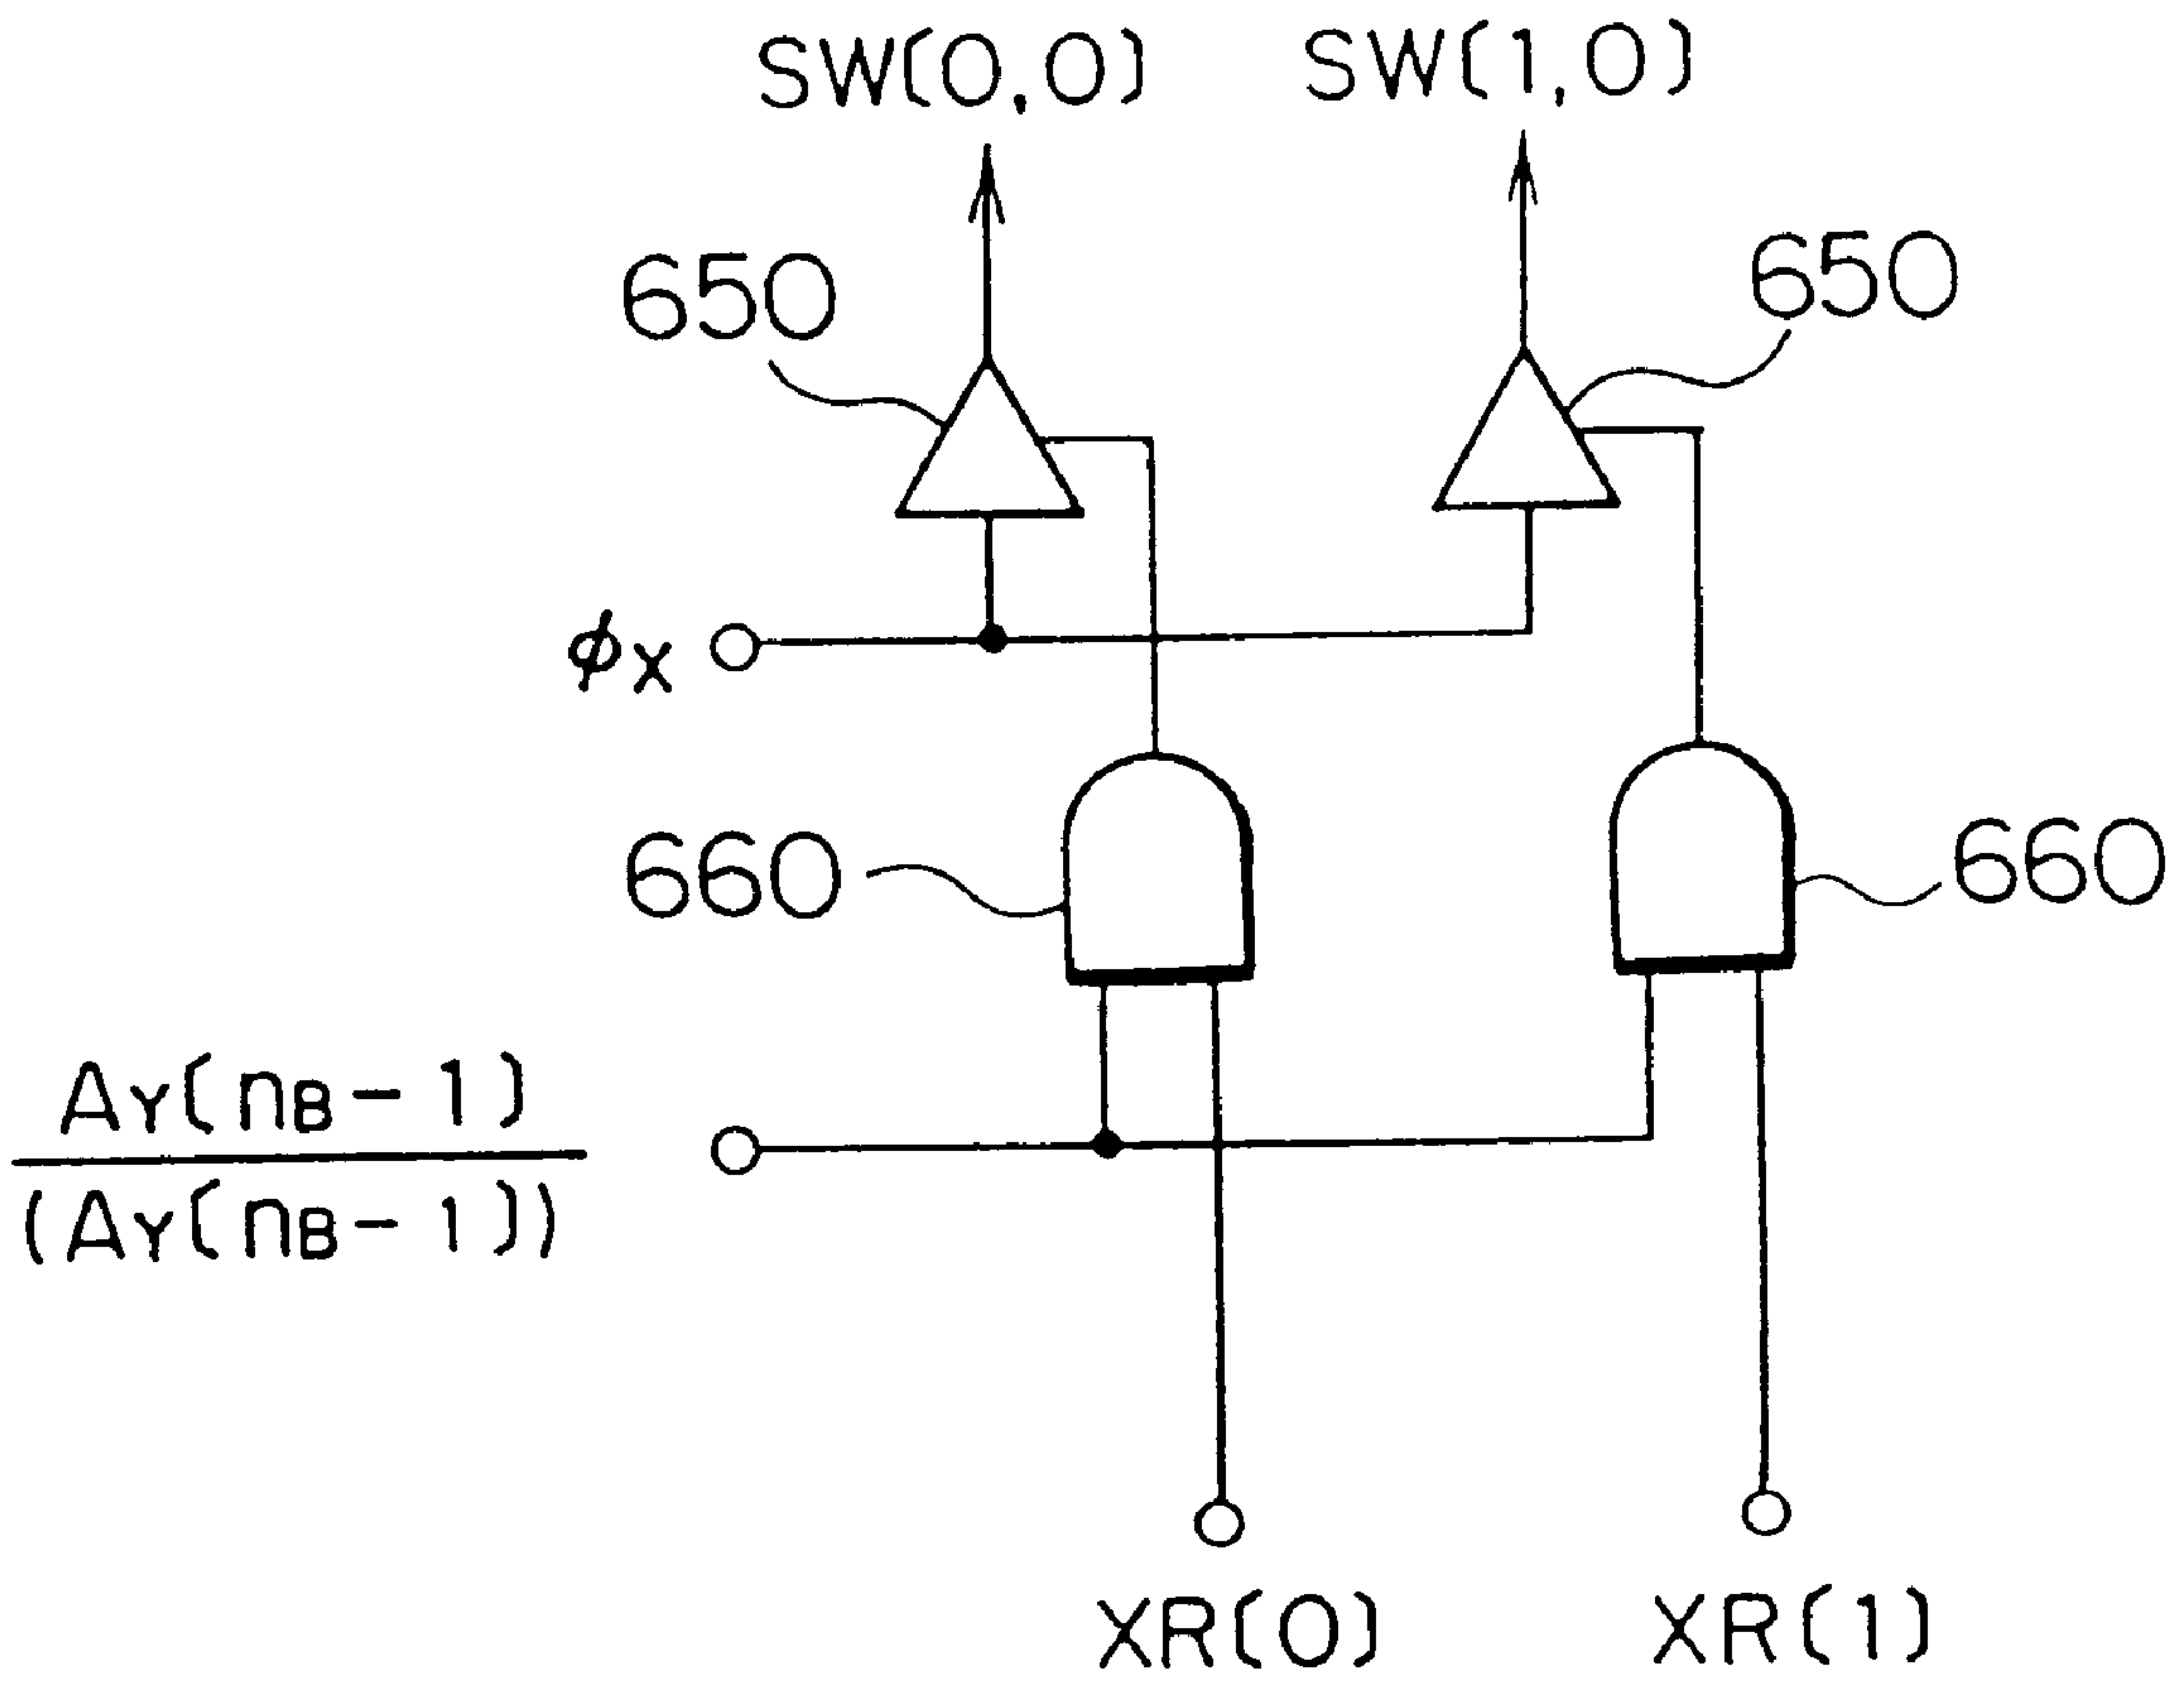 SW(0,0) SW(1,0)
650 650
ϕX
660 660
AY(nB-1)
(AY(nB-1))
XR(0) XR(1)